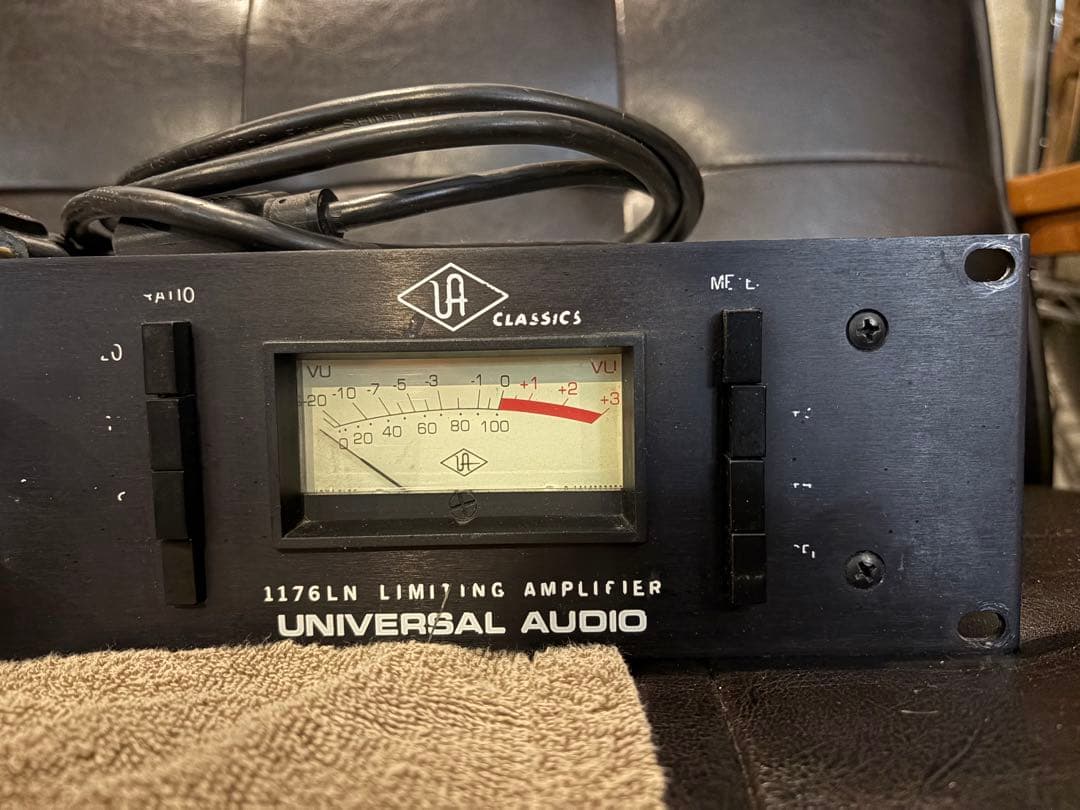 UA
CLASSICS
VU VU
-20 -10 -7 -5 -3 -1 0 +1 +2 +3
0 20 40 60 80 100
UA
1176LN LIMITING AMPLIFIER
UNIVERSAL AUDIO